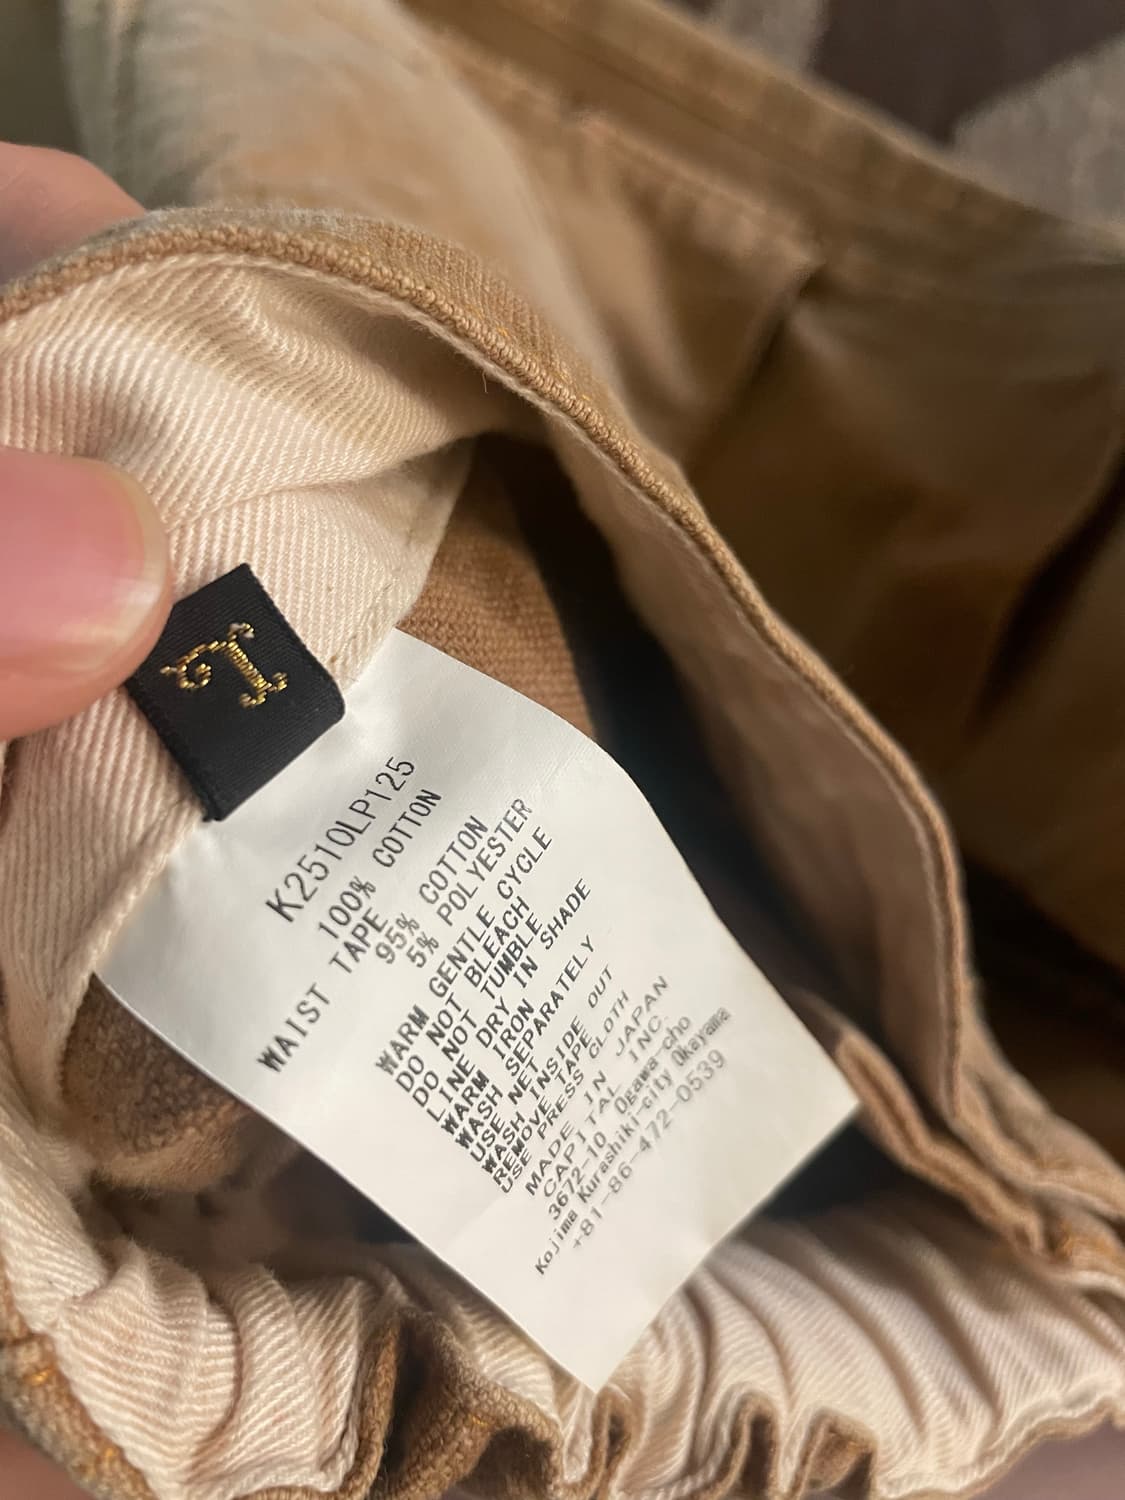 L
K2510LP125
100% COTTON
WAIST TAPE
95% COTTON
5% POLYESTER
WARM GENTLE CYCLE
DO NOT BLEACH
DO NOT TUMBLE
LINE DRY IN SHADE
WARM IRON
WASH SEPARATELY
USE NET
WASH INSIDE OUT
REMOVE TAPE
USE PRESS CLOTH
MADE IN JAPAN
CAPITAL INC.
3672-10 Ogawa-cho
Kojima Kurashiki-city Okayama
+81-86-472-0539